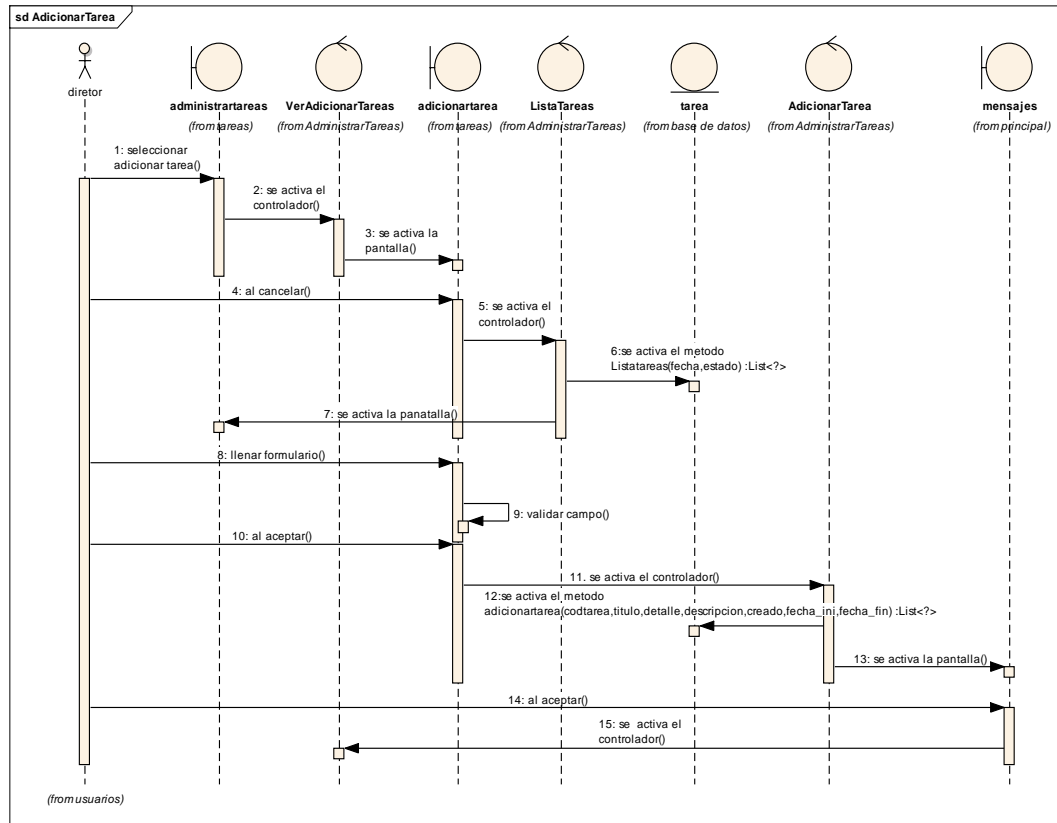 sd AdicionarTarea
diretor
administrartareas
(from tareas)
VerAdicionarTareas
(from AdministrarTareas)
adicionartarea
(from tareas)
ListaTareas
(from AdministrarTareas)
tarea
(from base de datos)
AdicionarTarea
(from AdministrarTareas)
mensajes
(from principal)
1: seleccionar
adicionar tarea()
2: se activa el
controlador()
3: se activa la
pantalla()
4: al cancelar()
5: se activa el
controlador()
6:se activa el metodo
Listatareas(fecha,estado) :List<?>
7: se activa la panatalla()
8: llenar formulario()
9: validar campo()
10: al aceptar()
11. se activa el controlador()
12:se activa el metodo
adicionartarea(codtarea,titulo,detalle,descripcion,creado,fecha_ini,fecha_fin) :List<?>
13: se activa la pantalla()
14: al aceptar()
15: se activa el
controlador()
(from usuarios)